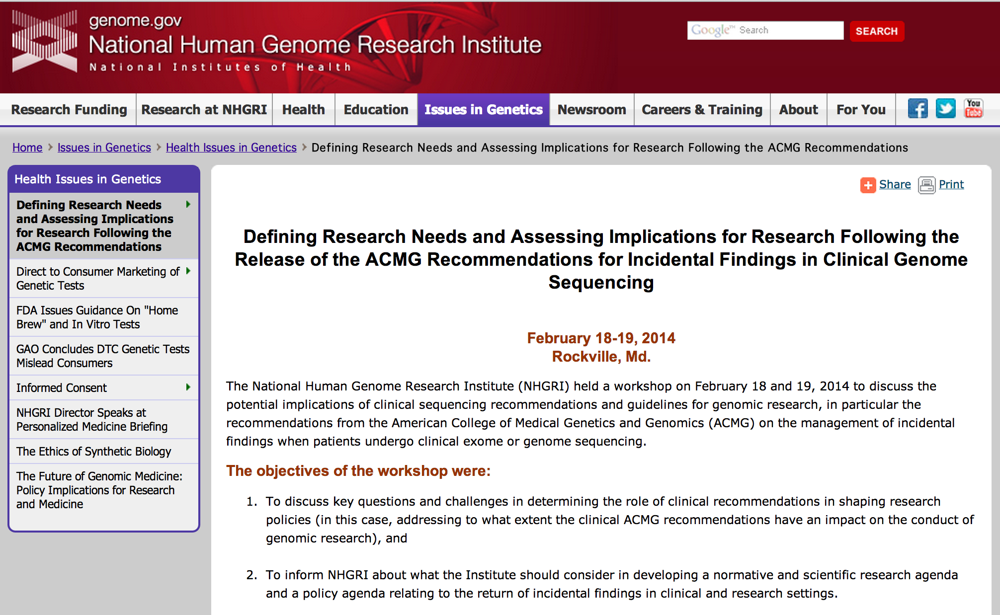 genome.gov
National Human Genome Research Institute
National Institutes of Health
Google™ Search
SEARCH
Research Funding
Research at NHGRI
Health
Education
Issues in Genetics
Newsroom
Careers & Training
About
For You
f
You
Tube
Home
Issues in Genetics
Health Issues in Genetics
Defining Research Needs and Assessing Implications for Research Following the ACMG Recommendations
Health Issues in Genetics
Defining Research Needs
and Assessing Implications
for Research Following the
ACMG Recommendations
Direct to Consumer Marketing of
Genetic Tests
FDA Issues Guidance On "Home
Brew" and In Vitro Tests
GAO Concludes DTC Genetic Tests
Mislead Consumers
Informed Consent
NHGRI Director Speaks at
Personalized Medicine Briefing
The Ethics of Synthetic Biology
The Future of Genomic Medicine:
Policy Implications for Research
and Medicine
Share
Print
Defining Research Needs and Assessing Implications for Research Following the
Release of the ACMG Recommendations for Incidental Findings in Clinical Genome
Sequencing
February 18-19, 2014
Rockville, Md.
The National Human Genome Research Institute (NHGRI) held a workshop on February 18 and 19, 2014 to discuss the
potential implications of clinical sequencing recommendations and guidelines for genomic research, in particular the
recommendations from the American College of Medical Genetics and Genomics (ACMG) on the management of incidental
findings when patients undergo clinical exome or genome sequencing.
The objectives of the workshop were:
1. To discuss key questions and challenges in determining the role of clinical recommendations in shaping research
policies (in this case, addressing to what extent the clinical ACMG recommendations have an impact on the conduct of
genomic research), and
2. To inform NHGRI about what the Institute should consider in developing a normative and scientific research agenda
and a policy agenda relating to the return of incidental findings in clinical and research settings.